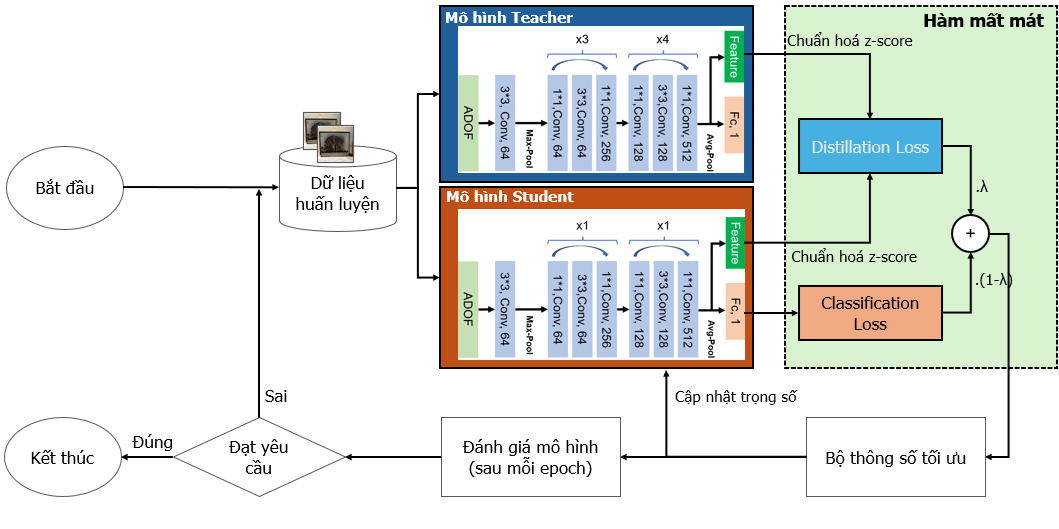 Mô hình Teacher
x3
x4
ADOF
3*3, Conv, 64
Max-Pool
1*1,Conv, 64
3*3,Conv, 64
1*1,Conv, 256
1*1,Conv, 128
3*3,Conv, 128
1*1,Conv, 512
Avg-Pool
Feature
Fc, 1
Hàm mất mát
Chuẩn hoá z-score
Distillation Loss
.λ
+
Chuẩn hoá z-score
.(1-λ)
Classification
Loss
Bắt đầu
Dữ liệu
huấn luyện
Mô hình Student
x1
x1
ADOF
3*3, Conv, 64
Max-Pool
1*1,Conv, 64
3*3,Conv, 64
1*1,Conv, 256
1*1,Conv, 128
3*3,Conv, 128
1*1,Conv, 512
Avg-Pool
Feature
Fc, 1
Sai
Cập nhật trọng số
Kết thúc
Đúng
Đạt yêu
cầu
Đánh giá mô hình
(sau mỗi epoch)
Bộ thông số tối ưu